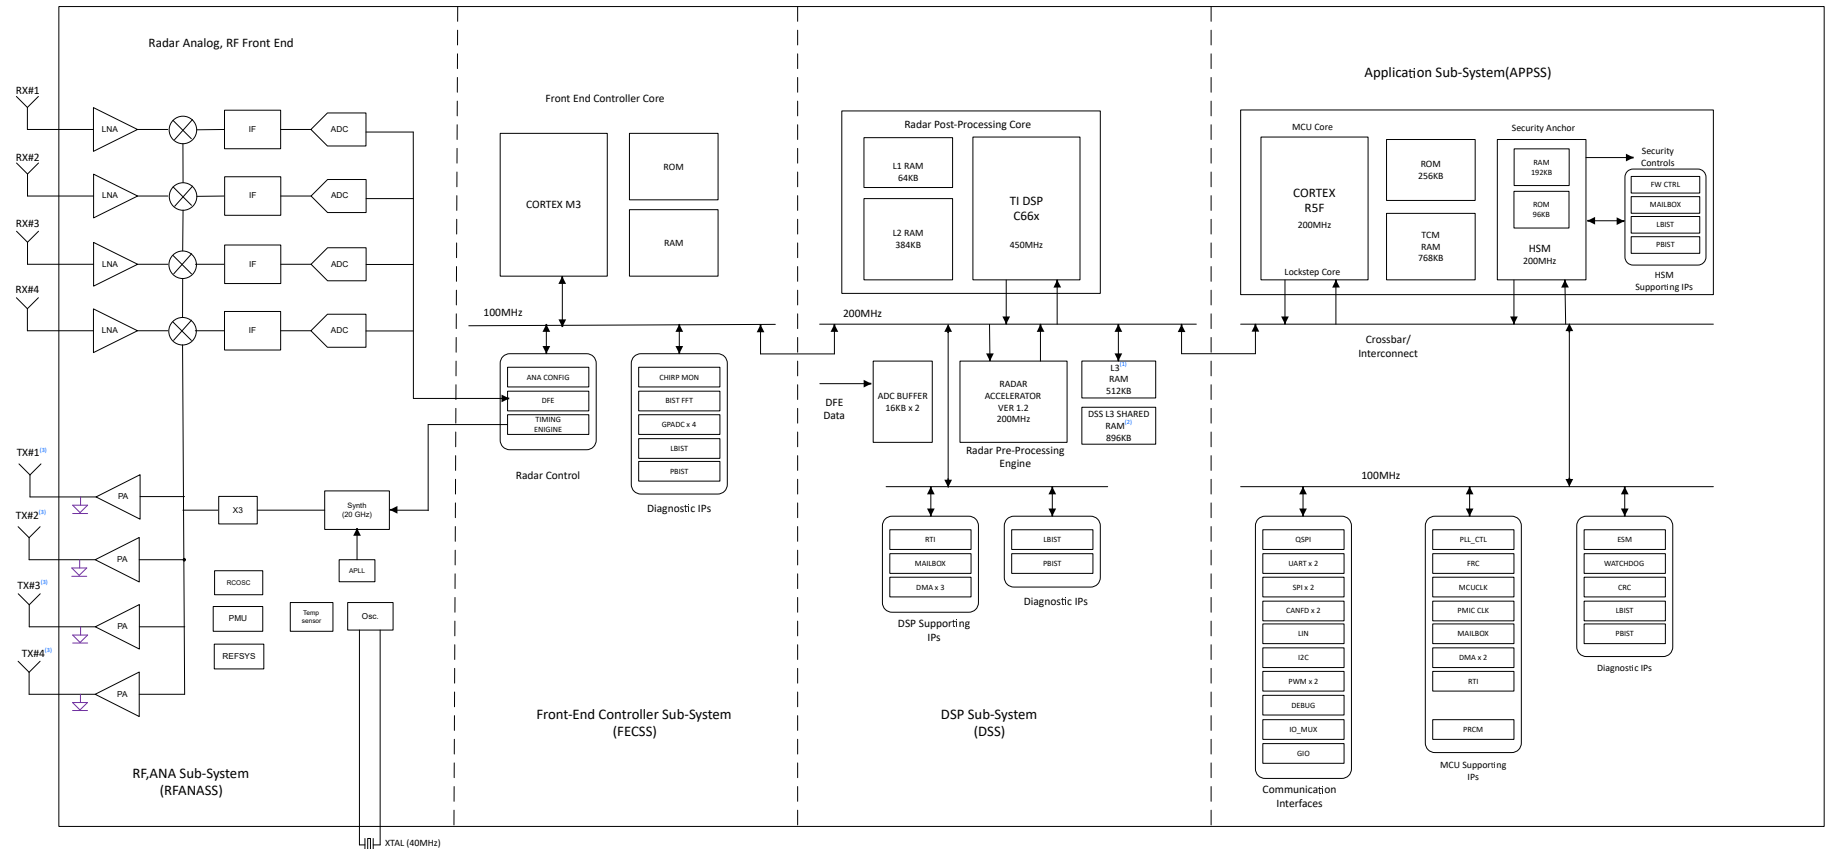 Radar Analog, RF Front End
RX#1
LNA
IF
ADC
RX#2
LNA
IF
ADC
RX#3
LNA
IF
ADC
RX#4
LNA
IF
ADC
TX#1(3)
PA
X3
Synth
(20 GHz)
TX#2(3)
PA
APLL
RCOSC
TX#3(3)
PA
PMU
Temp
sensor
Osc.
REFSYS
TX#4(3)
PA
RF,ANA Sub-System
(RFANASS)
XTAL (40MHz)
Front End Controller Core
CORTEX M3
ROM
RAM
100MHz
ANA CONFIG
DFE
TIMING
ENIGINE
Radar Control
CHIRP MON
BIST FFT
GPADC x 4
LBIST
PBIST
Diagnostic IPs
Front-End Controller Sub-System
(FECSS)
Radar Post-Processing Core
L1 RAM
64KB
L2 RAM
384KB
TI DSP
C66x
450MHz
200MHz
DFE
Data
ADC BUFFER
16KB x 2
RADAR
ACCELERATOR
VER 1.2
200MHz
Radar Pre-Processing
Engine
L3(1)
RAM
512KB
DSS L3 SHARED
RAM(2)
896KB
RTI
MAILBOX
DMA x 3
DSP Supporting
IPs
LBIST
PBIST
Diagnostic IPs
DSP Sub-System
(DSS)
Application Sub-System(APPSS)
MCU Core
CORTEX
R5F
200MHz
Lockstep Core
ROM
256KB
TCM
RAM
768KB
Security Anchor
RAM
192KB
ROM
96KB
HSM
200MHz
Security
Controls
FW CTRL
MAILBOX
LBIST
PBIST
HSM
Supporting IPs
Crossbar/
Interconnect
100MHz
QSPI
UART x 2
SPI x 2
CANFD x 2
LIN
I2C
PWM x 2
DEBUG
IO_MUX
GIO
Communication
Interfaces
PLL_CTL
FRC
MCUCLK
PMIC CLK
MAILBOX
DMA x 2
RTI
PRCM
MCU Supporting
IPs
ESM
WATCHDOG
CRC
LBIST
PBIST
Diagnostic IPs